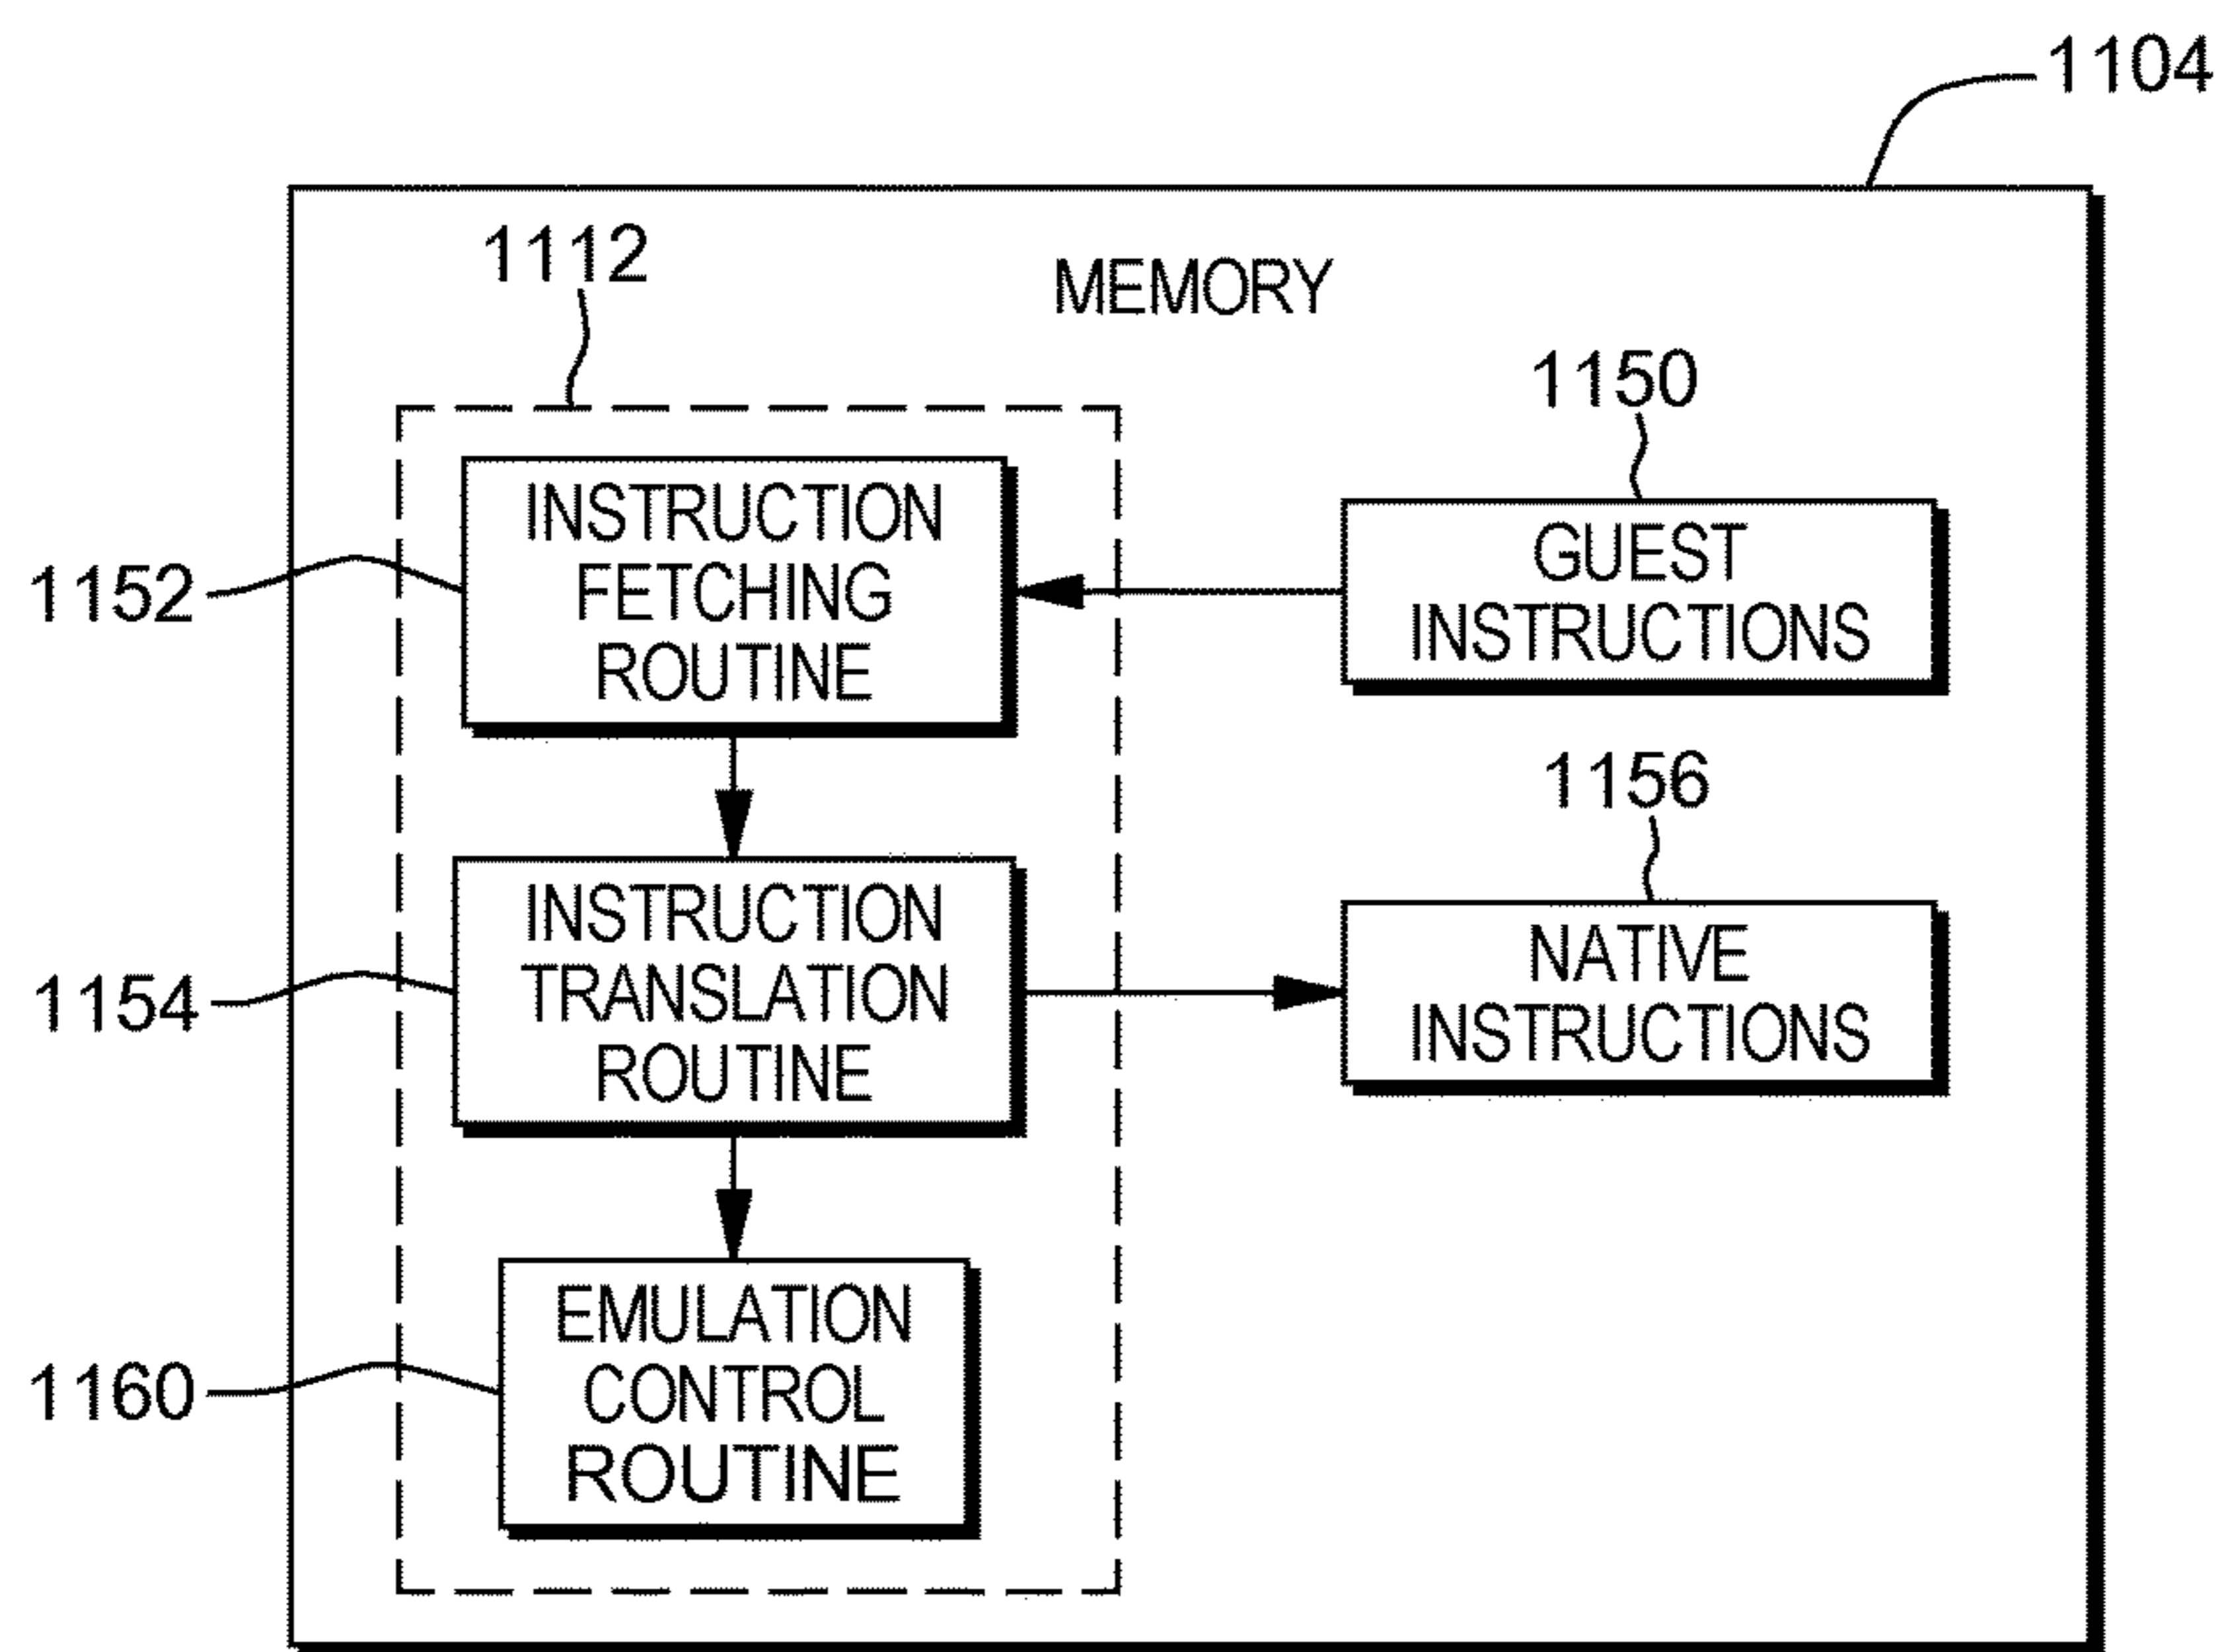 1104
1112
MEMORY
1150
INSTRUCTION
FETCHING
ROUTINE
GUEST
INSTRUCTIONS
1152
1156
INSTRUCTION
TRANSLATION
ROUTINE
NATIVE
INSTRUCTIONS
1154
EMULATION
CONTROL
ROUTINE
1160